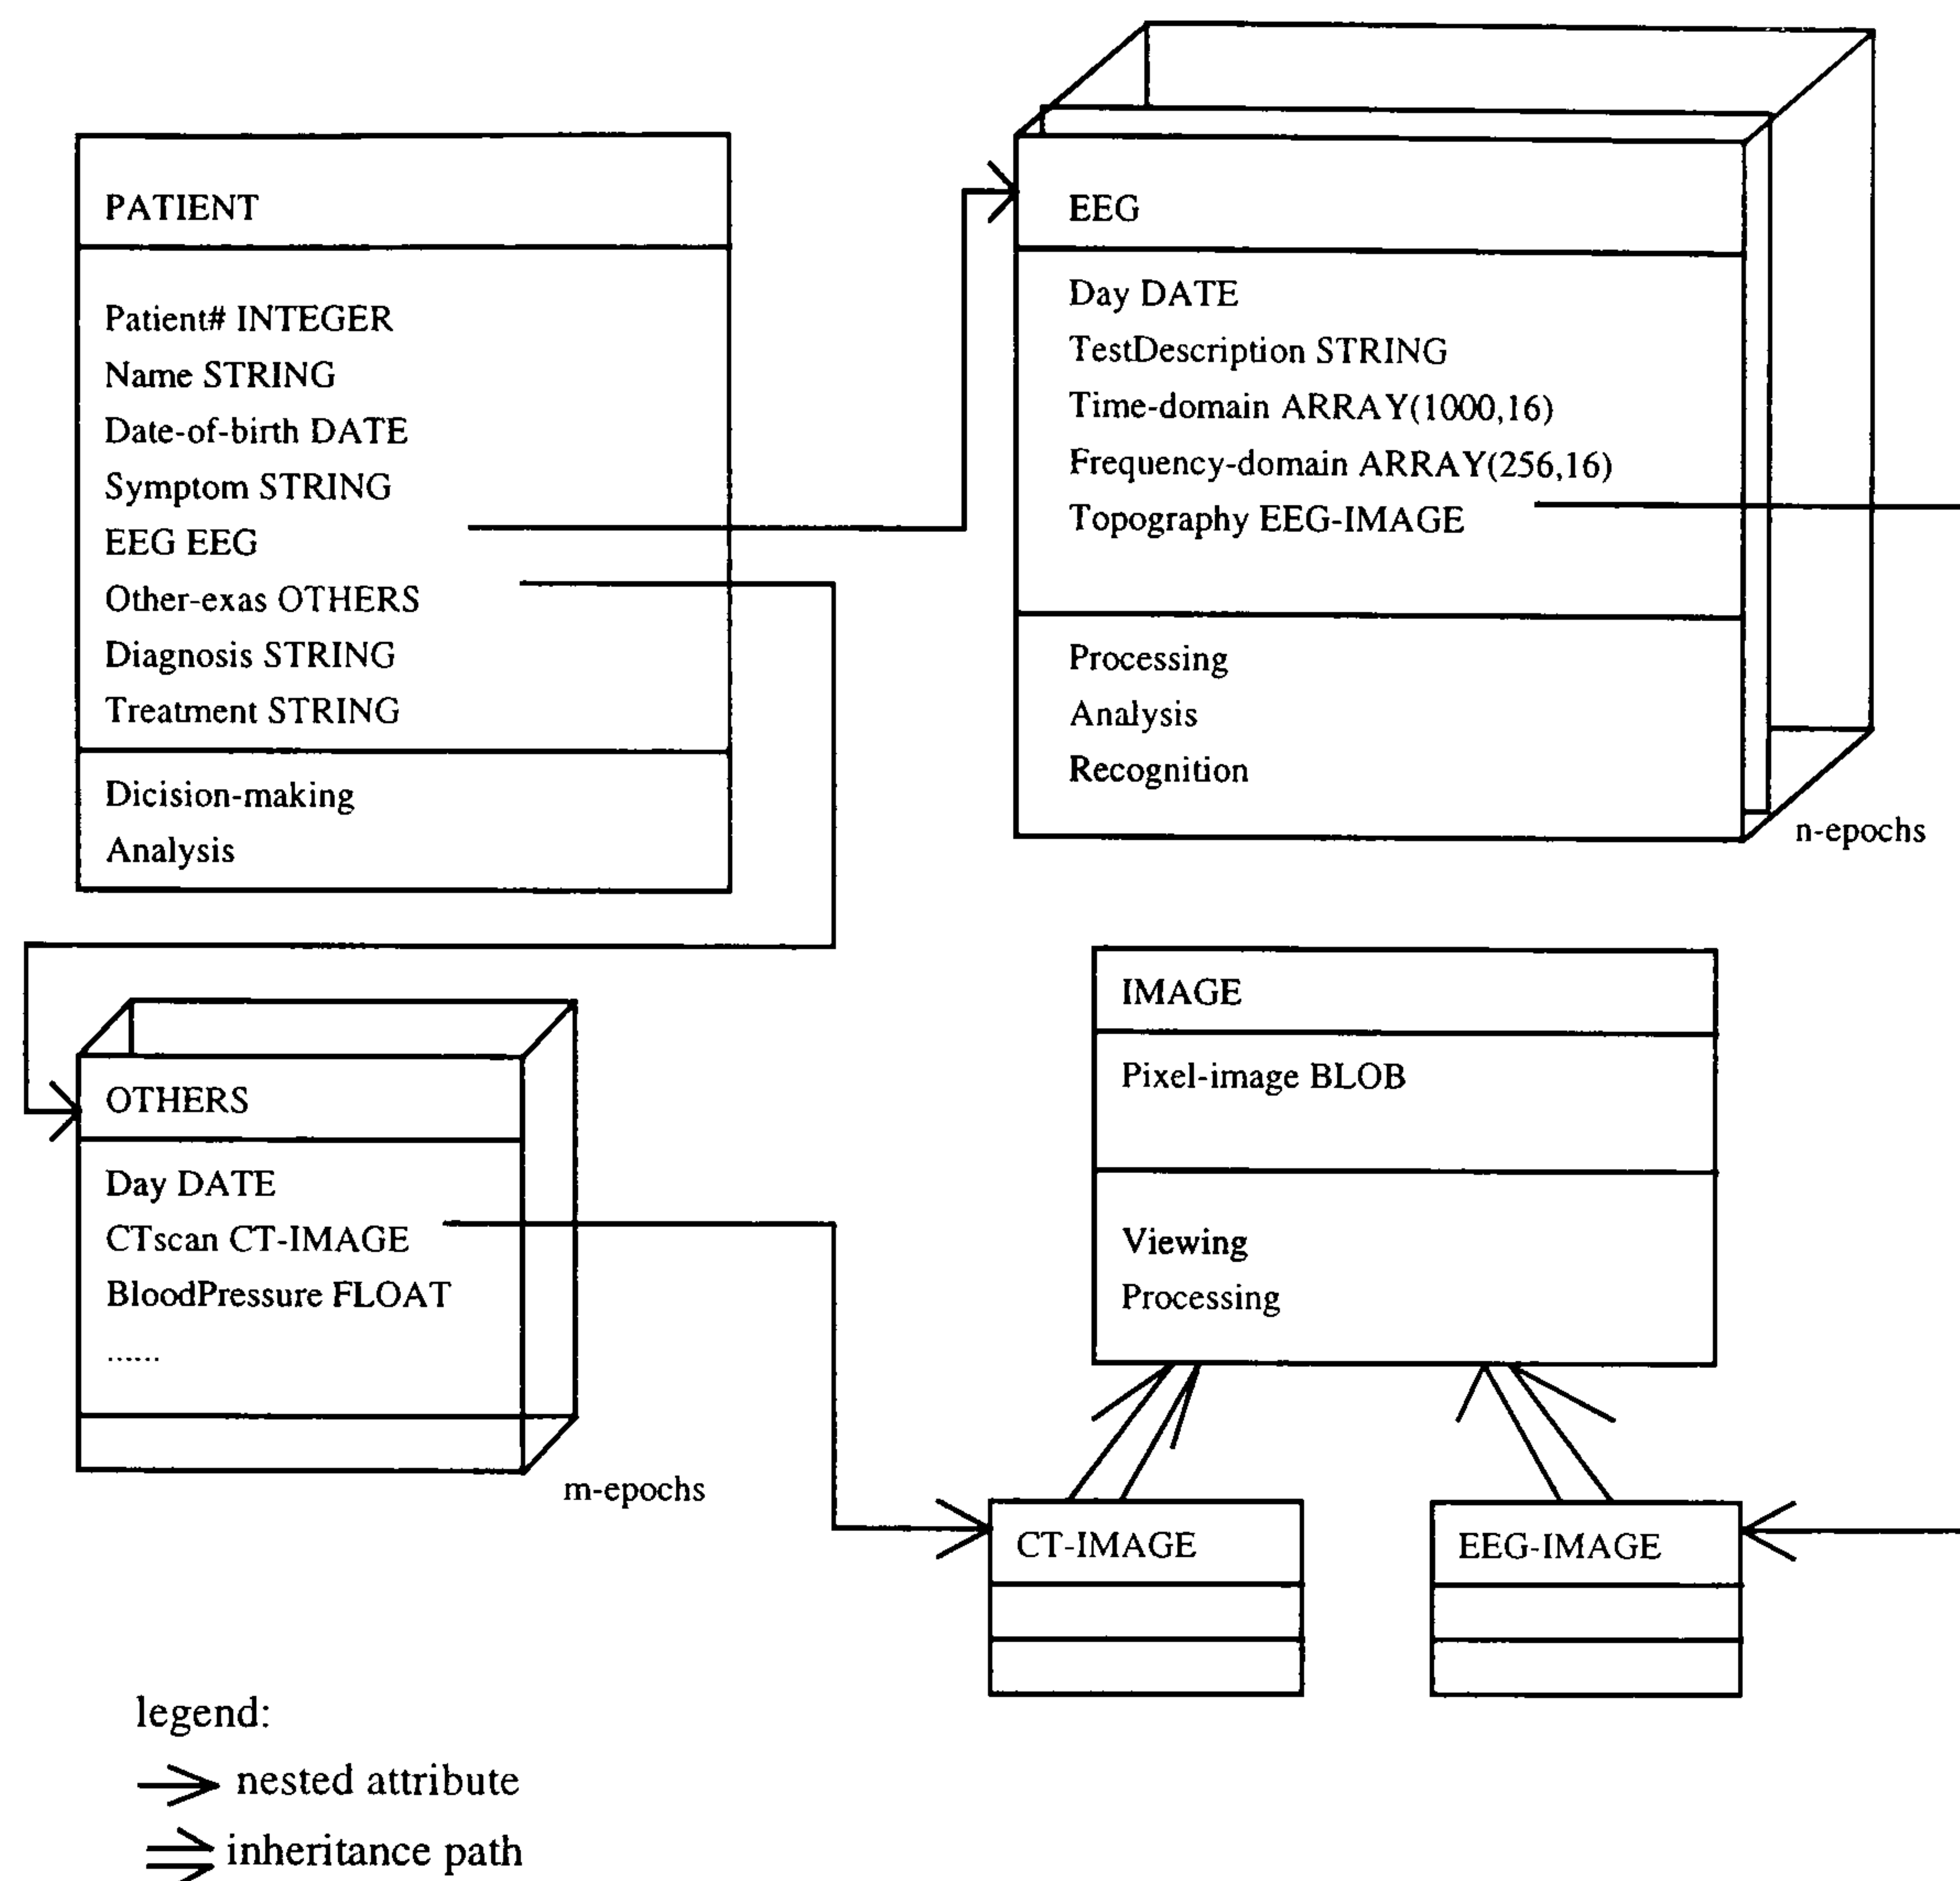 PATIENT
Patient# INTEGER
Name STRING
Date-of-birth DATE
Symptom STRING
EEG EEG
Other-exas OTHERS
Diagnosis STRING
Treatment STRING
Dicision-making
Analysis
EEG
Day DATE
TestDescription STRING
Time-domain ARRAY(1000,16)
Frequency-domain ARRAY(256,16)
Topography EEG-IMAGE
Processing
Analysis
Recognition
n-epochs
OTHERS
Day DATE
CTscan CT-IMAGE
BloodPressure FLOAT
......
m-epochs
IMAGE
Pixel-image BLOB
Viewing
Processing
CT-IMAGE
EEG-IMAGE
legend:
nested attribute
inheritance path